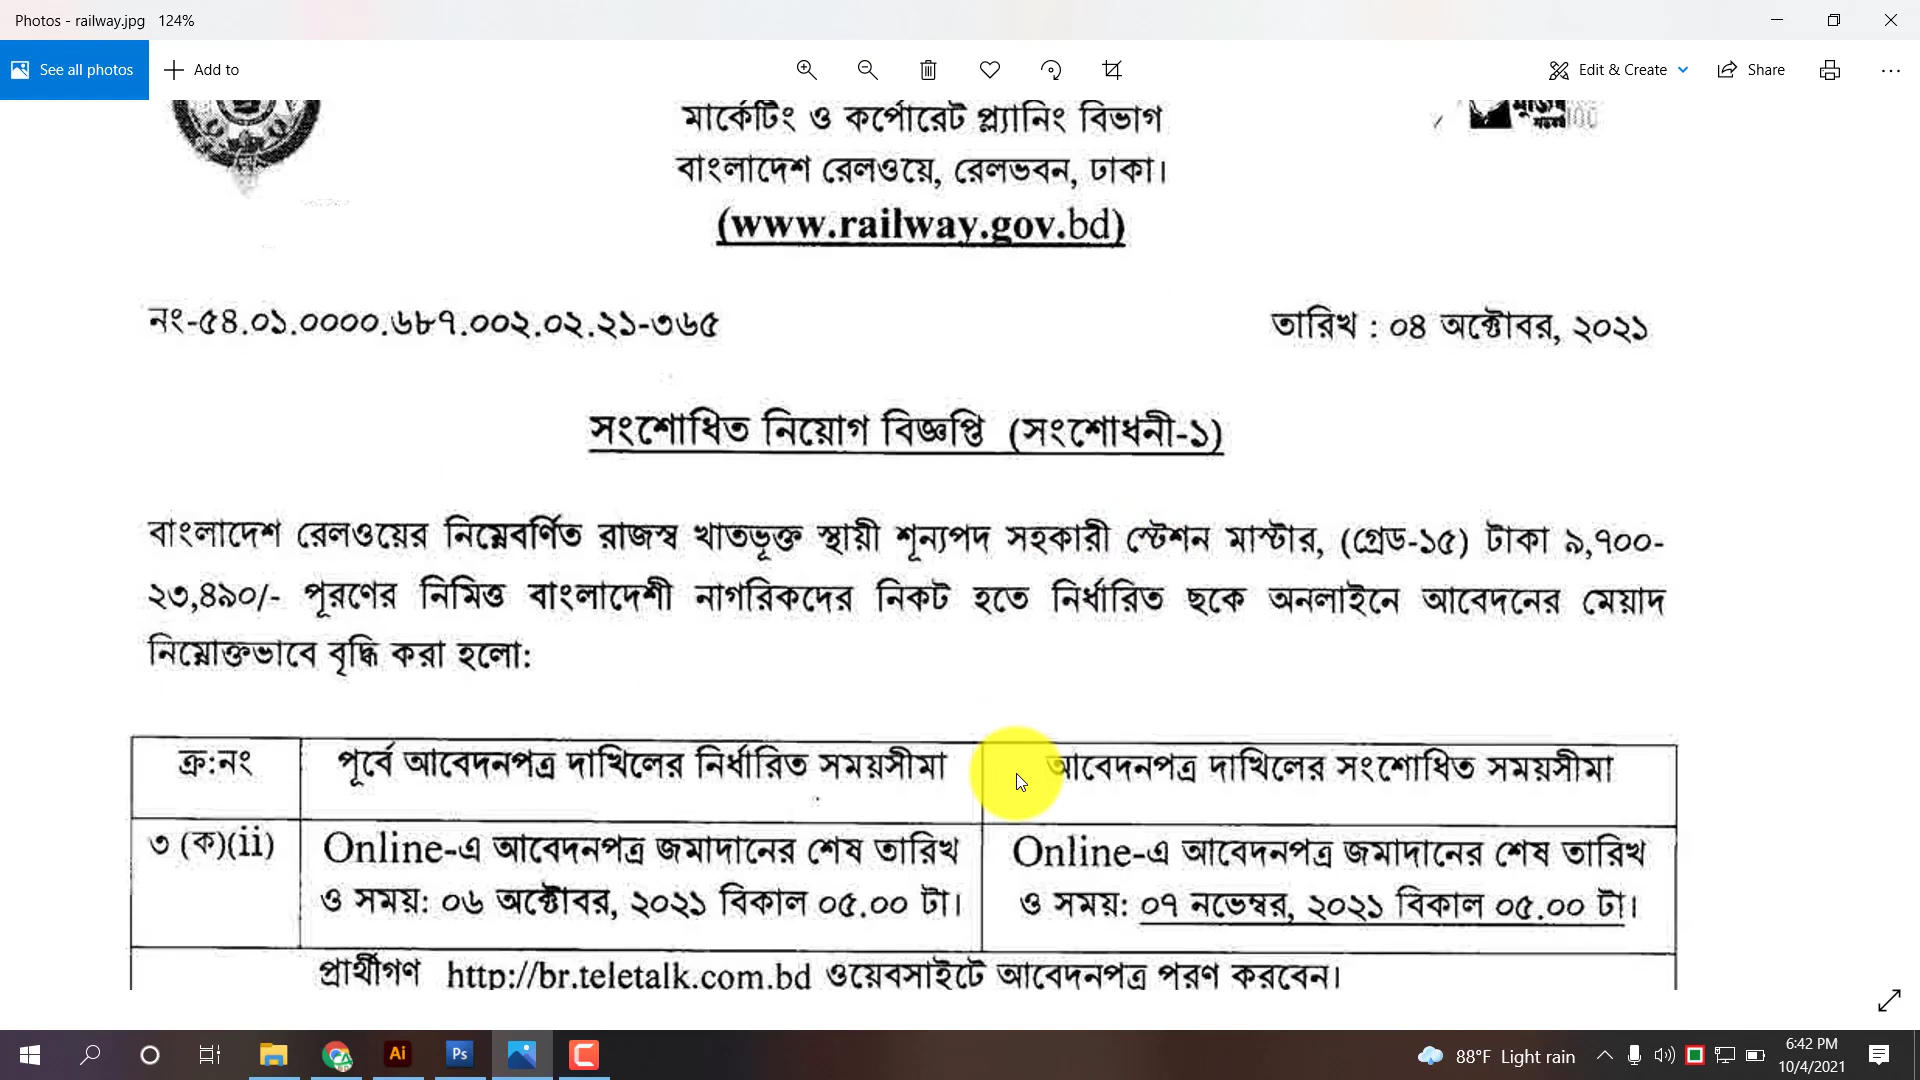 Photos - railway.jpg 124%
See all photos
Add to
Edit & Create
Share
মার্কেটিং ও কর্পোরেট প্ল্যানিং বিভাগ
বাংলাদেশ রেলওয়ে, রেলভবন, ঢাকা।
(www.railway.gov.bd)
নং-৫৪.০১.০০০০.৬৮৭.০০২.০২.২১-৩৬৫
তারিখ : ০৪ অক্টোবর, ২০২১
সংশোধিত নিয়োগ বিজ্ঞপ্তি (সংশোধনী-১)
বাংলাদেশ রেলওয়ের নিম্নেবর্ণিত রাজস্ব খাতভূক্ত স্থায়ী শূন্যপদ সহকারী স্টেশন মাস্টার, (গ্রেড-১৫) টাকা ৯,৭০০-
২৩,৪৯০/- পূরণের নিমিত্ত বাংলাদেশী নাগরিকদের নিকট হতে নির্ধারিত ছকে অনলাইনে আবেদনের মেয়াদ
নিম্নোক্তভাবে বৃদ্ধি করা হলো:
ক্র:নং
পূর্বে আবেদনপত্র দাখিলের নির্ধারিত সময়সীমা
আবেদনপত্র দাখিলের সংশোধিত সময়সীমা
৩ (ক)(ii)
Online-এ আবেদনপত্র জমাদানের শেষ তারিখ
ও সময়: ০৬ অক্টোবর, ২০২১ বিকাল ০৫.০০ টা।
Online-এ আবেদনপত্র জমাদানের শেষ তারিখ
ও সময়: ০৭ নভেম্বর, ২০২১ বিকাল ০৫.০০ টা।
প্রার্থীগণ http://br.teletalk.com.bd ওয়েবসাইটে আবেদনপত্র পূরণ করবেন।
Ai
Ps
88°F Light rain
6:42 PM
10/4/2021